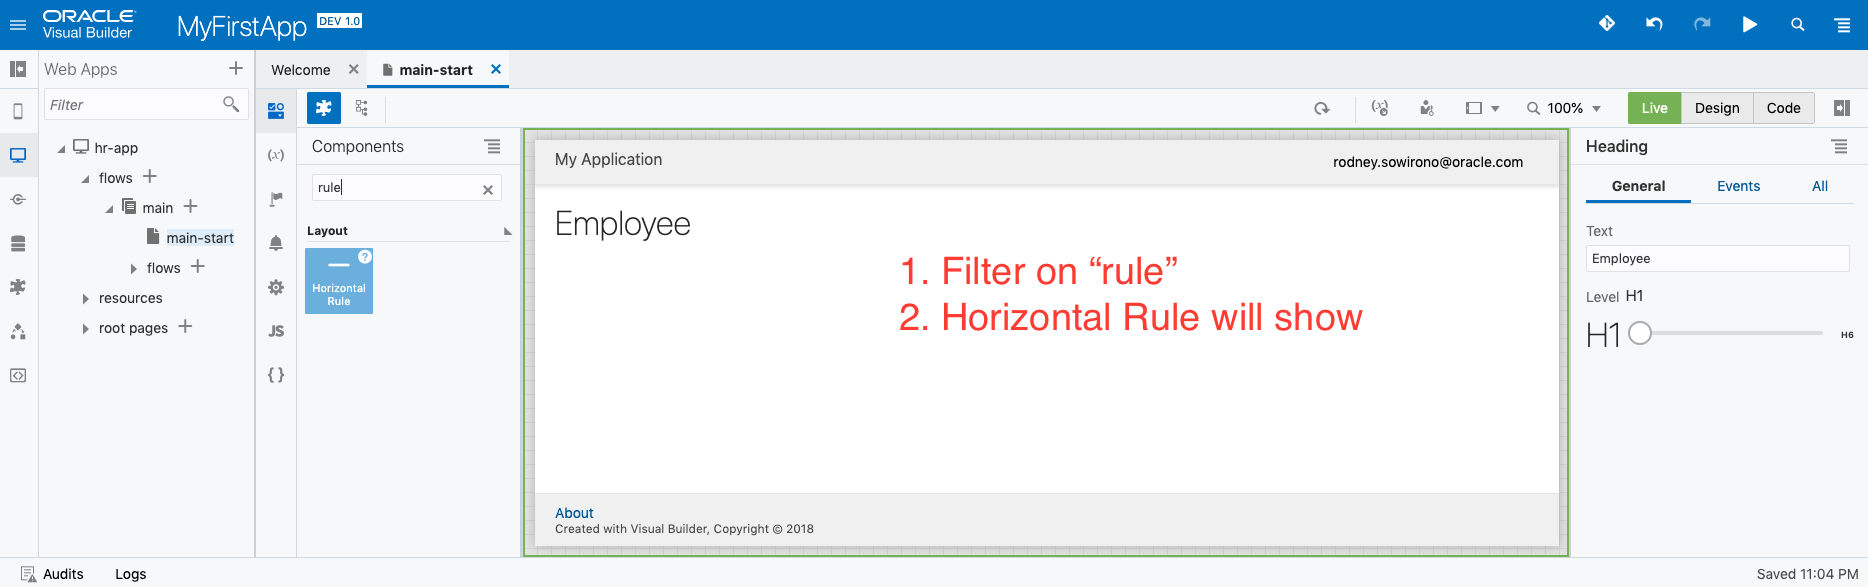 ORACLE
Visual Builder
MyFirstApp DEV 1.0
Web Apps
Welcome
main-start
Filter
100%
Live Design Code
hr-app
flows
main
main-start
flows
resources
root pages
(x)
JS
{ }
Components
rule
Layout
?
Horizontal
Rule
My Application
rodney.sowirono@oracle.com
Employee
1. Filter on “rule”
2. Horizontal Rule will show
About
Created with Visual Builder, Copyright © 2018
Heading
General Events All
Text
Employee
Level H1
H1 H6
Audits Logs
Saved 11:04 PM